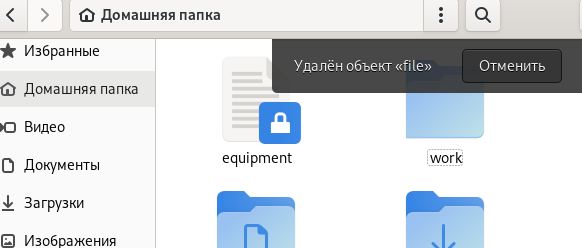 Домашняя папка
Избранные
Удалён объект «file»
Отменить
Домашняя папка
Видео
equipment
work
Документы
Загрузки
Изображения